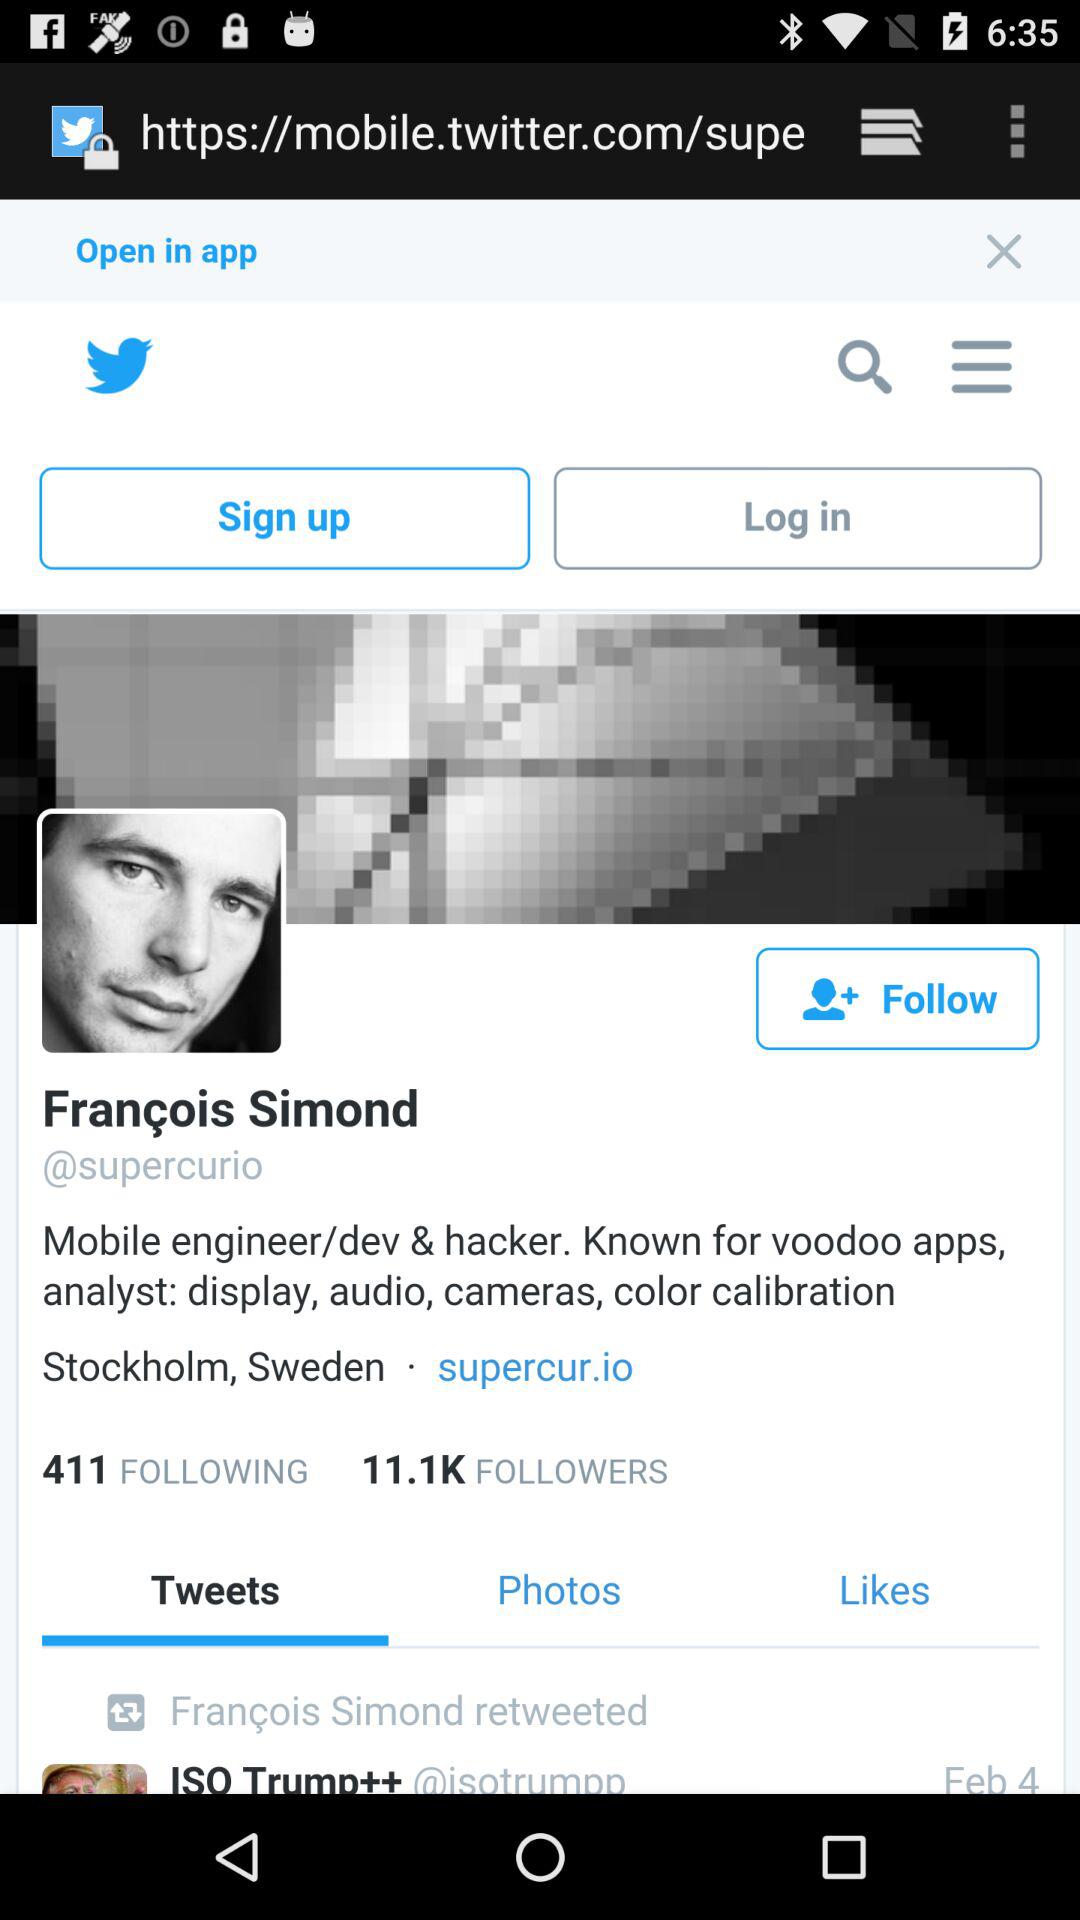 FAKE
6:35
https://mobile.twitter.com/supe
Open in app
Sign up
Log in
Follow
François Simond
@supercurio
Mobile engineer/dev & hacker. Known for voodoo apps,
analyst: display, audio, cameras, color calibration
Stockholm, Sweden · supercur.io
411 FOLLOWING 11.1K FOLLOWERS
Tweets Photos Likes
François Simond retweeted
ISO Trump++ @isotrumpp Feb 4